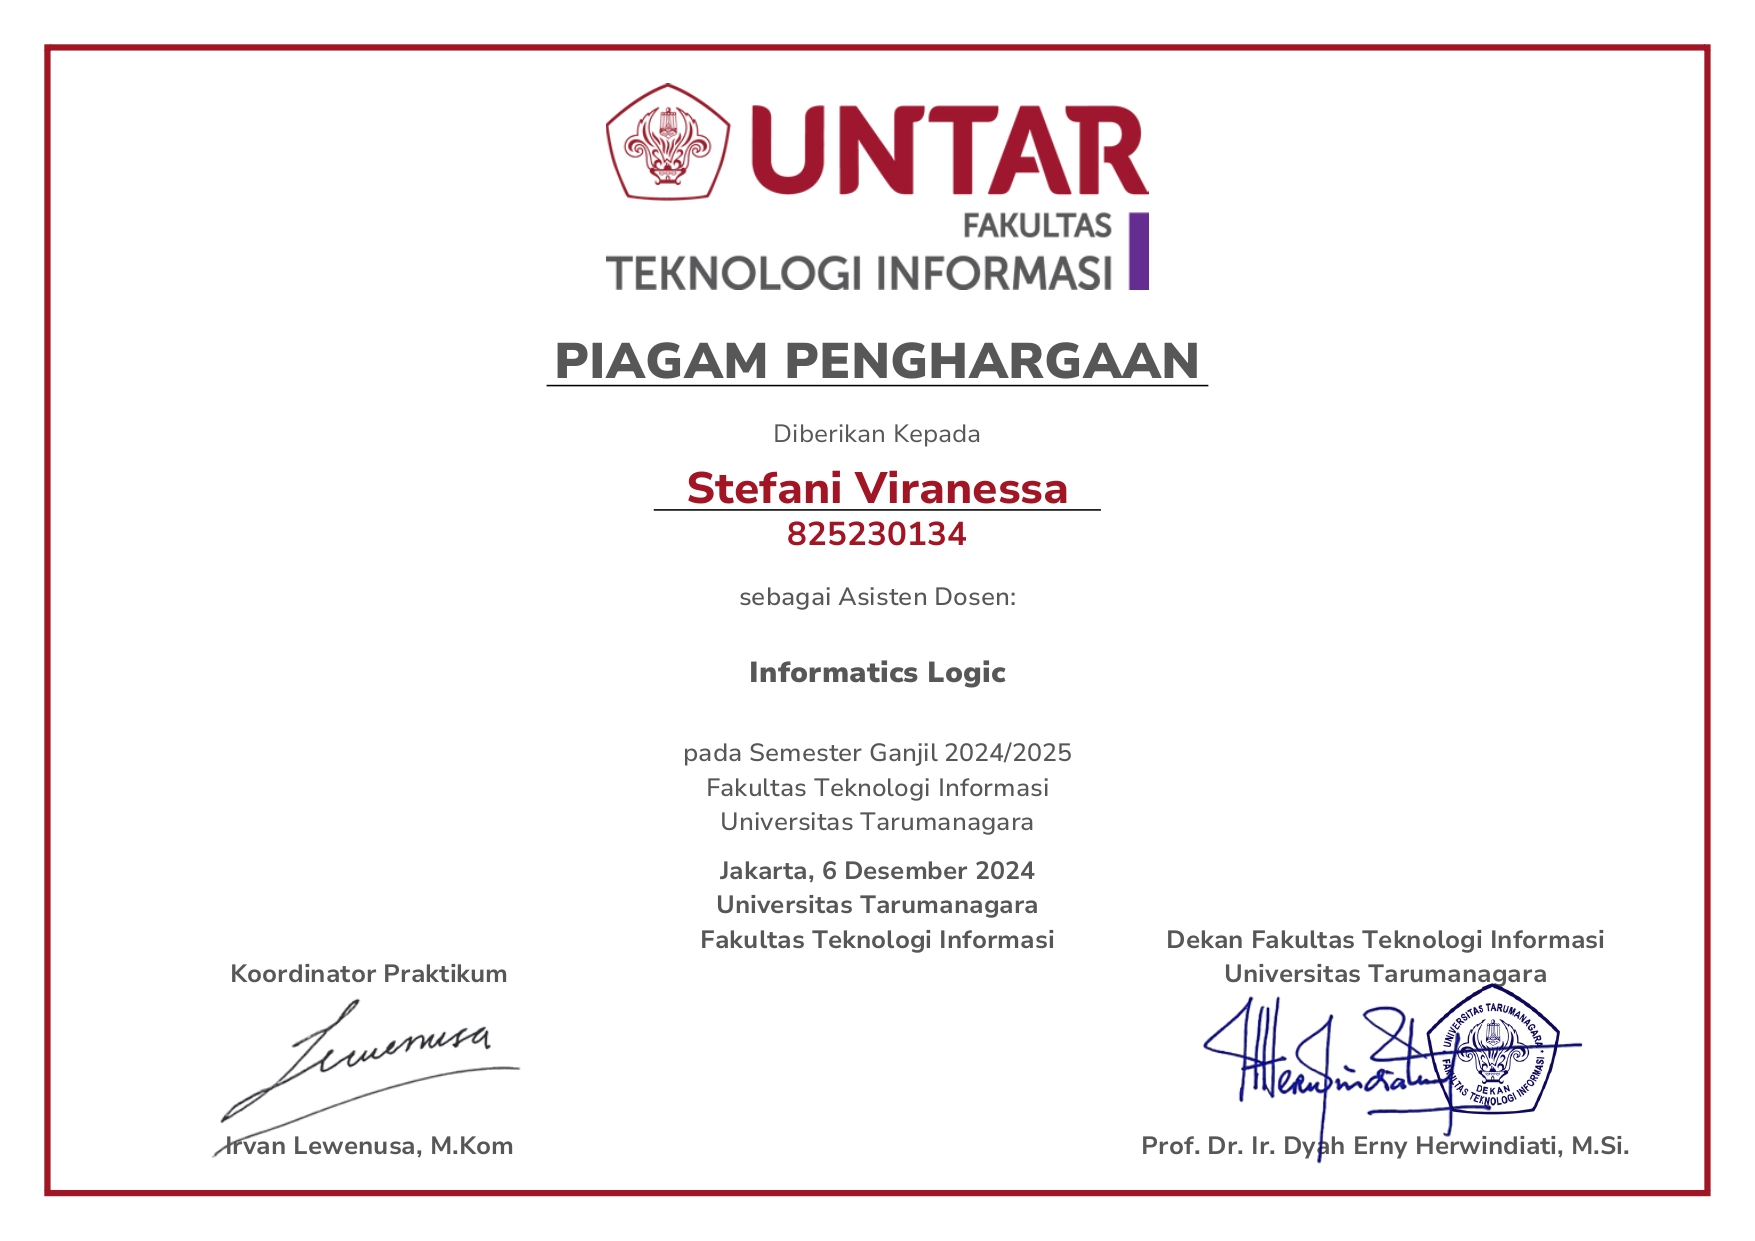 UNTAR
FAKULTAS
TEKNOLOGI INFORMASI
PIAGAM PENGHARGAAN
Diberikan Kepada
Stefani Viranessa
825230134
sebagai Asisten Dosen:
Informatics Logic
pada Semester Ganjil 2024/2025
Fakultas Teknologi Informasi
Universitas Tarumanagara
Jakarta, 6 Desember 2024
Universitas Tarumanagara
Fakultas Teknologi Informasi
Koordinator Praktikum
Lewenusa
Irvan Lewenusa, M.Kom
Dekan Fakultas Teknologi Informasi
Universitas Tarumanagara
UNIVERSITAS TARUMANAGARA
FAKULTAS TEKNOLOGI INFORMASI
DEKAN
Prof. Dr. Ir. Dyah Erny Herwindiati, M.Si.